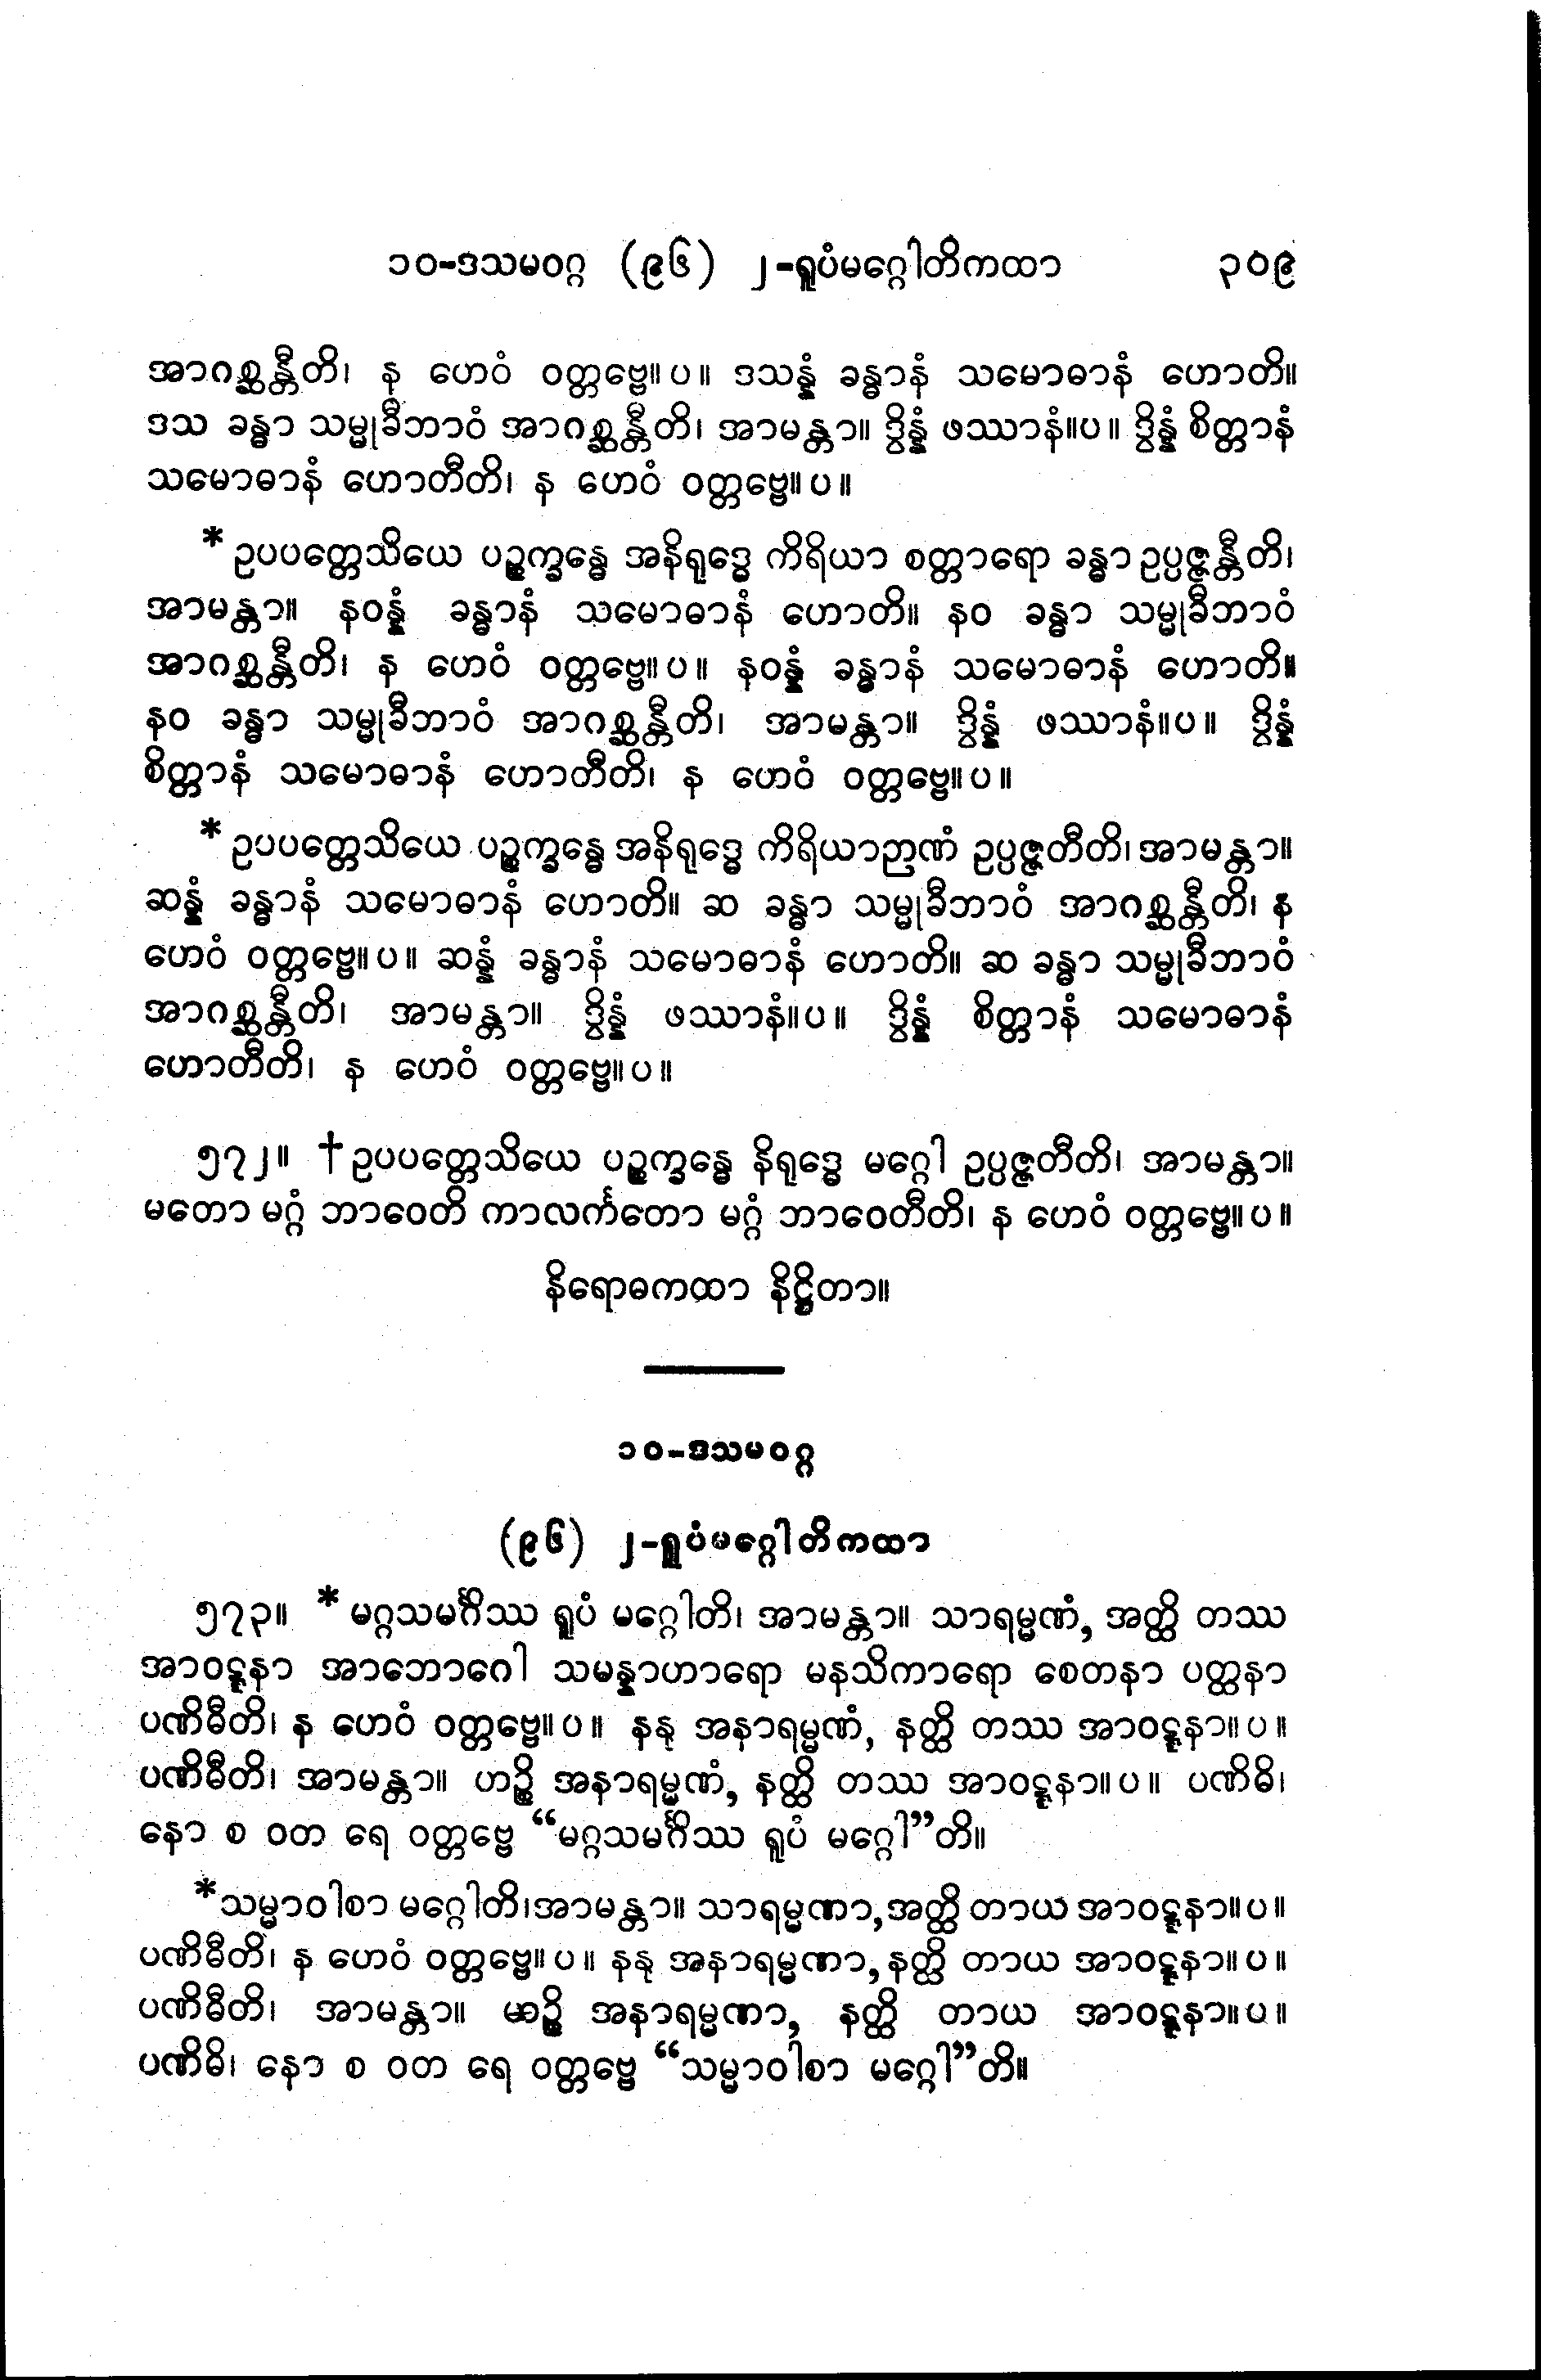 ၁၀-ဒသမဝဂ္ဂ (၉၆) ၂-ရူပံမဂ္ဂေါတိကထာ ၃၀၉
အာဂစ္ဆန္တီတိ၊ န ဟေဝံ ဝတ္တဗ္ဗေ။ပ။ ဒသန္နံ ခန္ဓာနံ သမောဓာနံ ဟောတိ။
ဒသ ခန္ဓာ သမ္မုခီဘာဝံ အာဂစ္ဆန္တီတိ၊ အာမန္တာ။ ဒွိန္နံ ဖဿာနံ။ပ။ ဒွိန္နံ စိတ္တာနံ
သမောဓာနံ ဟောတီတိ၊ န ဟေဝံ ဝတ္တဗ္ဗေ။ပ။
* ဥပပတ္တေသိယေ ပဉ္စက္ခန္ဓေ အနိရုဒ္ဓေ ကိရိယာ စတ္တာရော ခန္ဓာ ဥပ္ပဇ္ဇန္တီတိ၊
အာမန္တာ။ နဝန္နံ ခန္ဓာနံ သမောဓာနံ ဟောတိ။ နဝ ခန္ဓာ သမ္မုခီဘာဝံ
အာဂစ္ဆန္တီတိ၊ န ဟေဝံ ဝတ္တဗ္ဗေ။ပ။ နဝန္နံ ခန္ဓာနံ သမောဓာနံ ဟောတိ။
နဝ ခန္ဓာ သမ္မုခီဘာဝံ အာဂစ္ဆန္တီတိ၊ အာမန္တာ။ ဒွိန္နံ ဖဿာနံ။ပ။ ဒွိန္နံ
စိတ္တာနံ သမောဓာနံ ဟောတီတိ၊ န ဟေဝံ ဝတ္တဗ္ဗေ။ပ။
* ဥပပတ္တေသိယေ ပဉ္စက္ခန္ဓေ အနိရုဒ္ဓေ ကိရိယာဉာဏံ ဥပ္ပဇ္ဇတီတိ၊ အာမန္တာ။
ဆန္နံ ခန္ဓာနံ သမောဓာနံ ဟောတိ။ ဆ ခန္ဓာ သမ္မုခီဘာဝံ အာဂစ္ဆန္တီတိ၊ န
ဟေဝံ ဝတ္တဗ္ဗေ။ပ။ ဆန္နံ ခန္ဓာနံ သမောဓာနံ ဟောတိ။ ဆ ခန္ဓာ သမ္မုခီဘာဝံ
အာဂစ္ဆန္တီတိ၊ အာမန္တာ။ ဒွိန္နံ ဖဿာနံ။ပ။ ဒွိန္နံ စိတ္တာနံ သမောဓာနံ
ဟောတီတိ၊ န ဟေဝံ ဝတ္တဗ္ဗေ။ပ။
၅၇၂။ † ဥပပတ္တေသိယေ ပဉ္စက္ခန္ဓေ နိရုဒ္ဓေ မဂ္ဂေါ ဥပ္ပဇ္ဇတီတိ၊ အာမန္တာ။
မတော မဂ္ဂံ ဘာဝေတိ ကာလင်္ကတော မဂ္ဂံ ဘာဝေတီတိ၊ န ဟေဝံ ဝတ္တဗ္ဗေ။ပ။
နိရောဓကထာ နိဋ္ဌိတာ။
၁၀-ဒသမဝဂ္ဂ
(၉၆) ၂-ရူပံမဂ္ဂေါတိကထာ
၅၇၃။ * မဂ္ဂသမင်္ဂိဿ ရူပံ မဂ္ဂေါတိ၊ အာမန္တာ။ သာရမ္မဏံ, အတ္ထိ တဿ
အာဝဋ္ဋနာ အာဘောဂေါ သမန္နာဟာရော မနသိကာရော စေတနာ ပတ္ထနာ
ပဏိဓီတိ၊ န ဟေဝံ ဝတ္တဗ္ဗေ။ပ။ နနု အနာရမ္မဏံ, နတ္ထိ တဿ အာဝဋ္ဋနာ။ပ။
ပဏိဓီတိ၊ အာမန္တာ။ ဟဉ္စိ အနာရမ္မဏံ, နတ္ထိ တဿ အာဝဋ္ဋနာ။ပ။ ပဏိဓိ၊
နော စ ဝတ ရေ ဝတ္တဗ္ဗေ “မဂ္ဂသမင်္ဂိဿ ရူပံ မဂ္ဂေါ”တိ။
* သမ္မာဝါစာ မဂ္ဂေါတိ၊ အာမန္တာ။ သာရမ္မဏာ, အတ္ထိ တာယ အာဝဋ္ဋနာ။ပ။
ပဏိဓီတိ၊ န ဟေဝံ ဝတ္တဗ္ဗေ။ပ။ နနု အနာရမ္မဏာ, နတ္ထိ တာယ အာဝဋ္ဋနာ။ပ။
ပဏိဓီတိ၊ အာမန္တာ။ ဟဉ္စိ အနာရမ္မဏာ, နတ္ထိ တာယ အာဝဋ္ဋနာ။ပ။
ပဏိဓိ၊ နော စ ဝတ ရေ ဝတ္တဗ္ဗေ “သမ္မာဝါစာ မဂ္ဂေါ”တိ။